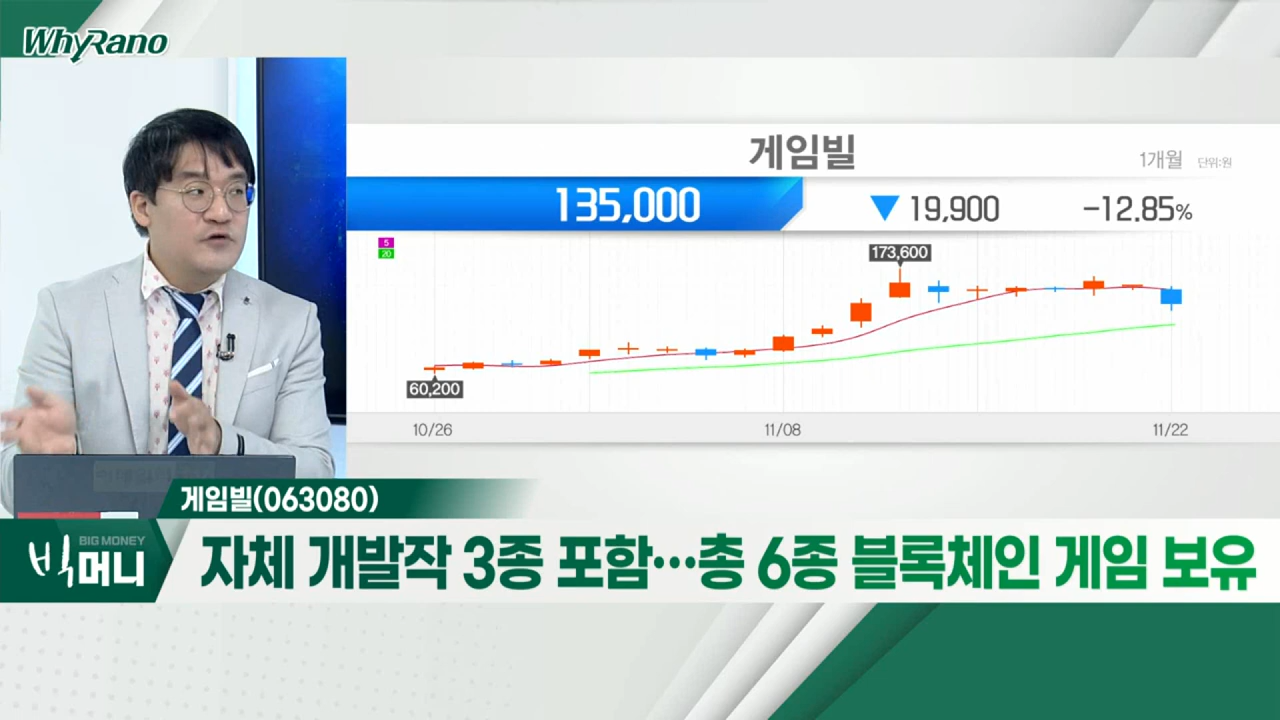 WhyRano
게임빌
1개월 단위:원
135,000 ▼ 19,900 -12.85%
5
20
173,600
60,200
10/26 11/08 11/22
게임빌(063080)
BIG MONEY
빅머니
자체 개발작 3종 포함…총 6종 블록체인 게임 보유